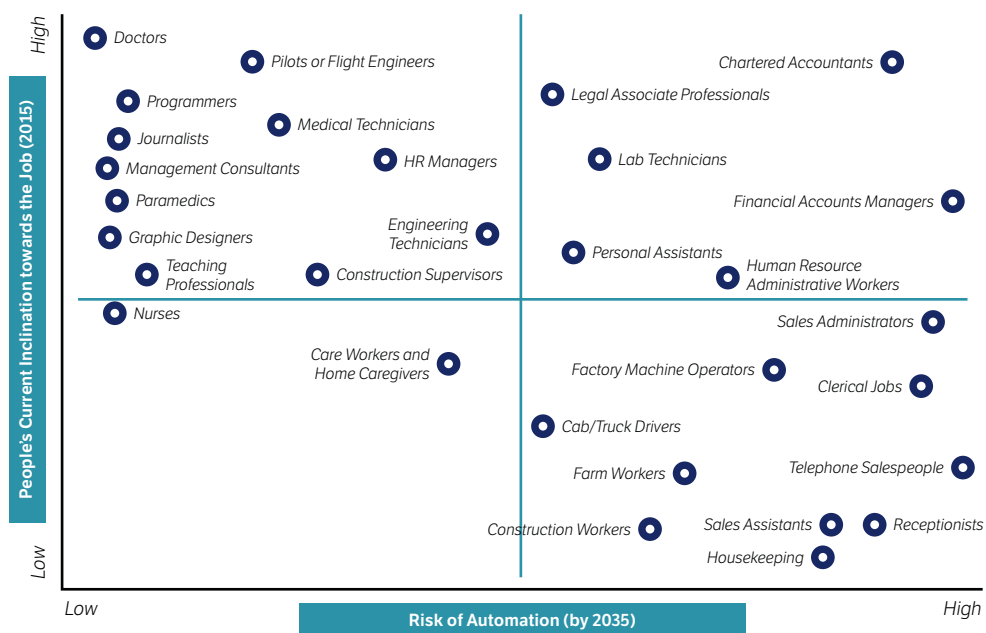 High
People's Current Inclination towards the Job (2015)
Low
Doctors
Pilots or Flight Engineers
Chartered Accountants
Programmers
Legal Associate Professionals
Medical Technicians
Journalists
HR Managers
Lab Technicians
Management Consultants
Paramedics
Financial Accounts Managers
Graphic Designers
Engineering
Technicians
Personal Assistants
Teaching
Professionals
Construction Supervisors
Human Resource
Administrative Workers
Nurses
Sales Administrators
Care Workers and
Home Caregivers
Factory Machine Operators
Clerical Jobs
Cab/Truck Drivers
Farm Workers
Telephone Salespeople
Construction Workers
Sales Assistants
Receptionists
Housekeeping
Low
Risk of Automation (by 2035)
High